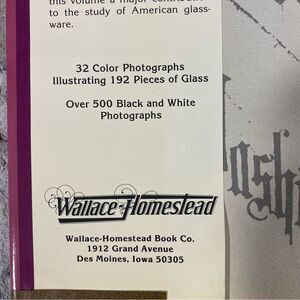 this volume a major
to the study of American glass-
ware.
32 Color Photographs
Illustrating 192 Pieces of Glass
Over 500 Black and White
Photographs
Wallace-Homestead
Wallace-Homestead Book Co.
1912 Grand Avenue
Des Moines, Iowa 50305